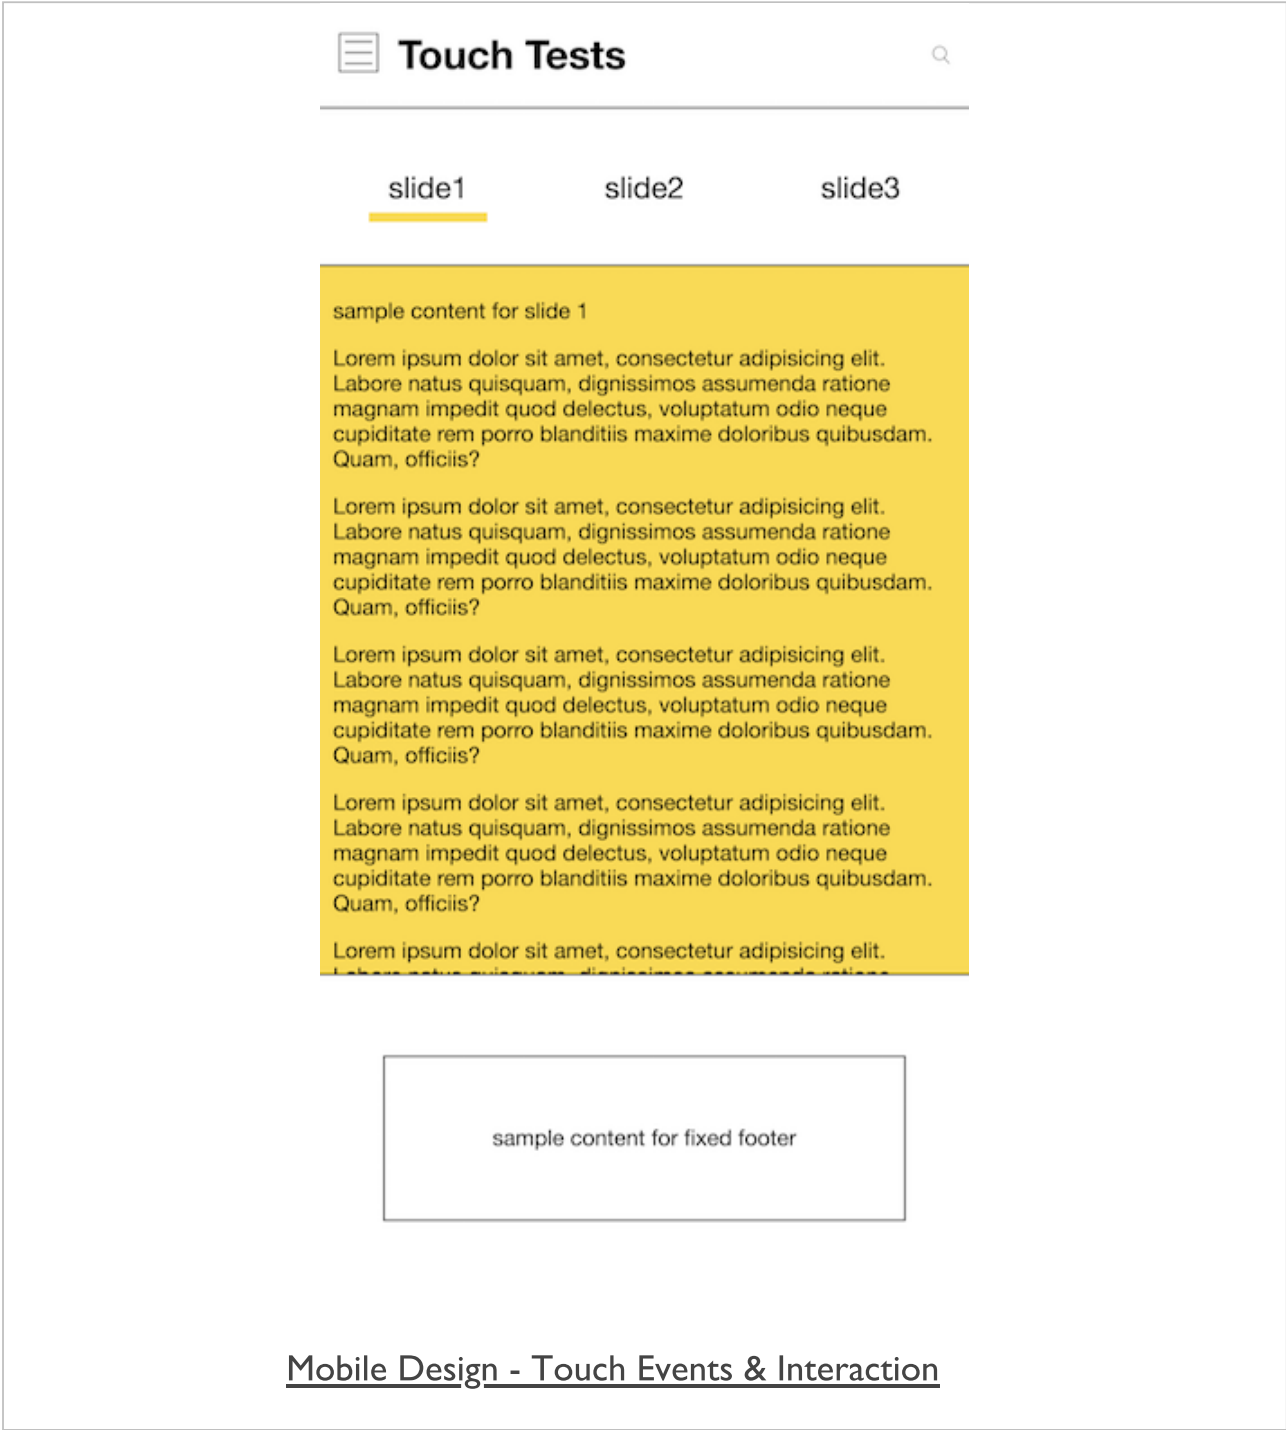 Touch Tests
slide1 slide2 slide3
sample content for slide 1
Lorem ipsum dolor sit amet, consectetur adipisicing elit.
Labore natus quisquam, dignissimos assumenda ratione
magnam impedit quod delectus, voluptatum odio neque
cupiditate rem porro blanditiis maxime doloribus quibusdam.
Quam, officiis?
Lorem ipsum dolor sit amet, consectetur adipisicing elit.
Labore natus quisquam, dignissimos assumenda ratione
magnam impedit quod delectus, voluptatum odio neque
cupiditate rem porro blanditiis maxime doloribus quibusdam.
Quam, officiis?
Lorem ipsum dolor sit amet, consectetur adipisicing elit.
Labore natus quisquam, dignissimos assumenda ratione
magnam impedit quod delectus, voluptatum odio neque
cupiditate rem porro blanditiis maxime doloribus quibusdam.
Quam, officiis?
Lorem ipsum dolor sit amet, consectetur adipisicing elit.
Labore natus quisquam, dignissimos assumenda ratione
magnam impedit quod delectus, voluptatum odio neque
cupiditate rem porro blanditiis maxime doloribus quibusdam.
Quam, officiis?
Lorem ipsum dolor sit amet, consectetur adipisicing elit.
Labore natus quisquam, dignissimos assumenda ratione
sample content for fixed footer
Mobile Design - Touch Events & Interaction